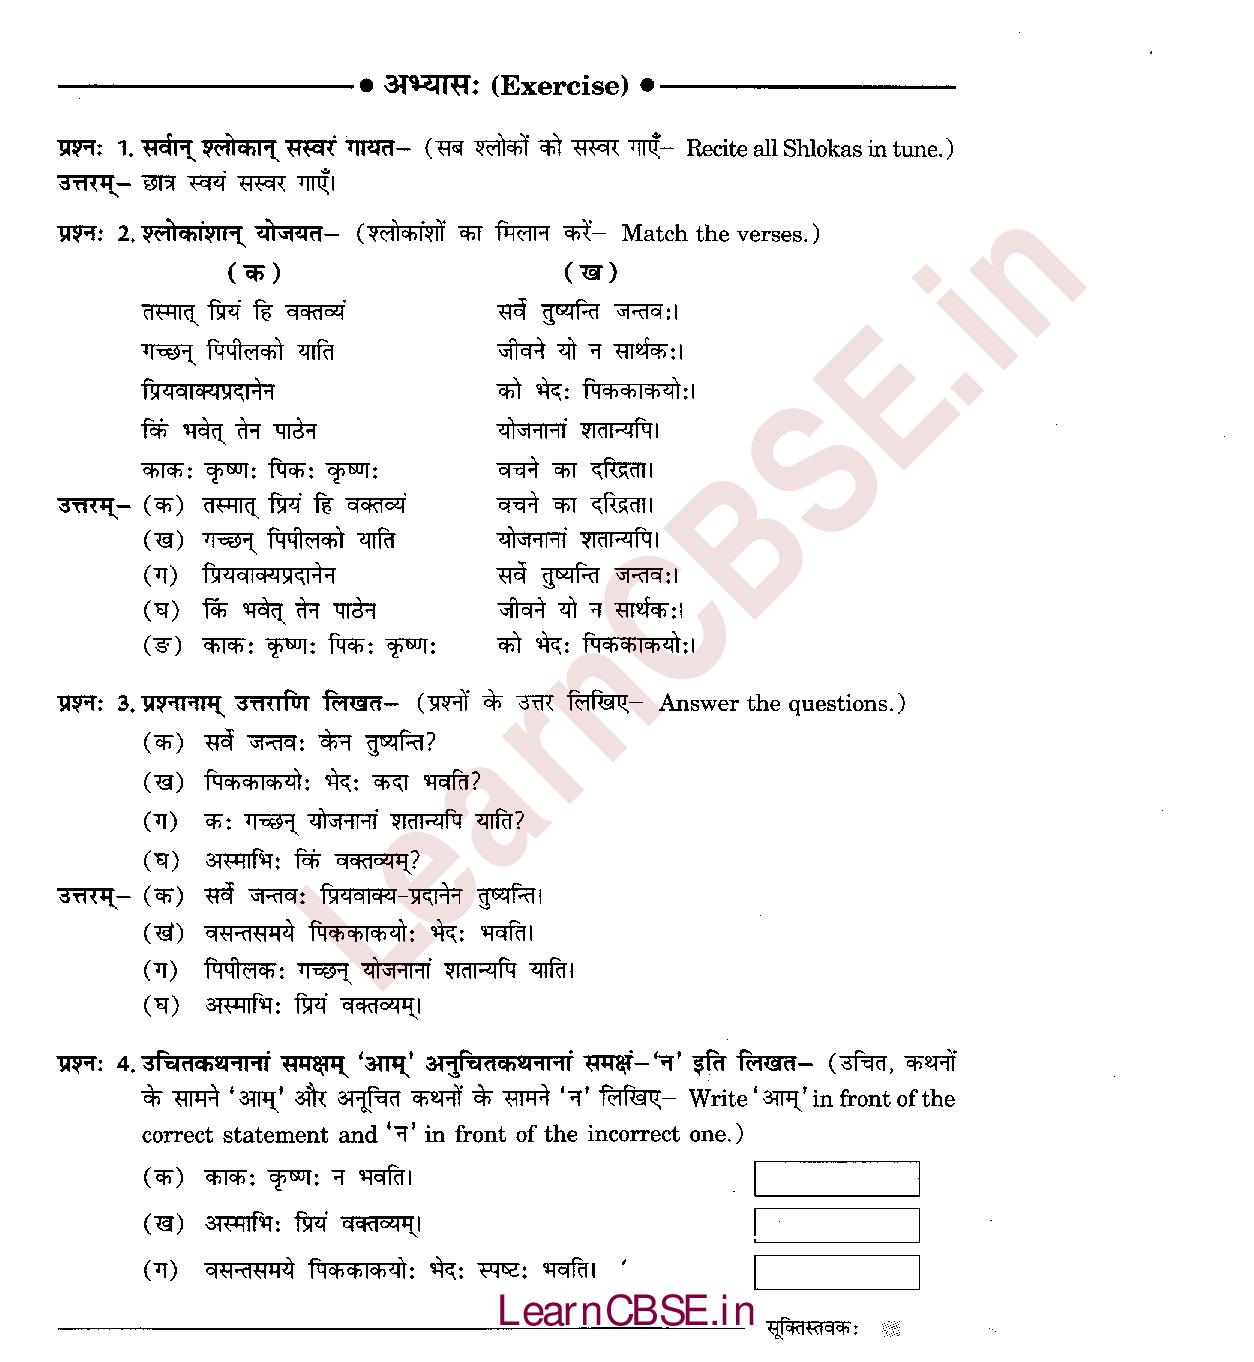 ● अभ्यासः (Exercise) ●
प्रश्नः 1. सर्वान् श्लोकान् सस्वरं गायत– (सब श्लोकों को सस्वर गाएँ– Recite all Shlokas in tune.)
उत्तरम्– छात्र स्वयं सस्वर गाएँ।
प्रश्नः 2. श्लोकांशान् योजयत– (श्लोकांशों का मिलान करें– Match the verses.)
(क) (ख)
तस्मात् प्रियं हि वक्तव्यं सर्वे तुष्यन्ति जन्तवः।
गच्छन् पिपीलको याति जीवने यो न सार्थकः।
प्रियवाक्यप्रदानेन को भेदः पिककाकयोः।
किं भवेत् तेन पाठेन योजनानां शतान्यपि।
काकः कृष्णः पिकः कृष्णः वचने का दरिद्रता।
उत्तरम्– (क) तस्मात् प्रियं हि वक्तव्यं वचने का दरिद्रता।
(ख) गच्छन् पिपीलको याति योजनानां शतान्यपि।
(ग) प्रियवाक्यप्रदानेन सर्वे तुष्यन्ति जन्तवः।
(घ) किं भवेत् तेन पाठेन जीवने यो न सार्थकः।
(ङ) काकः कृष्णः पिकः कृष्णः को भेदः पिककाकयोः।
प्रश्नः 3. प्रश्नानाम् उत्तराणि लिखत– (प्रश्नों के उत्तर लिखिए– Answer the questions.)
(क) सर्वे जन्तवः केन तुष्यन्ति?
(ख) पिककाकयोः भेदः कदा भवति?
(ग) कः गच्छन् योजनानां शतान्यपि याति?
(घ) अस्माभिः किं वक्तव्यम्?
उत्तरम्– (क) सर्वे जन्तवः प्रियवाक्य-प्रदानेन तुष्यन्ति।
(ख) वसन्तसमये पिककाकयोः भेदः भवति।
(ग) पिपीलकः गच्छन् योजनानां शतान्यपि याति।
(घ) अस्माभिः प्रियं वक्तव्यम्।
प्रश्नः 4. उचितकथनानां समक्षम् ‘आम्’ अनुचितकथनानां समक्षं–‘न’ इति लिखत– (उचित, कथनों
के सामने ‘आम्’ और अनूचित कथनों के सामने ‘न’ लिखिए– Write ‘आम्’ in front of the
correct statement and ‘न’ in front of the incorrect one.)
(क) काकः कृष्णः न भवति।
(ख) अस्माभिः प्रियं वक्तव्यम्।
(ग) वसन्तसमये पिककाकयोः भेदः स्पष्टः भवति।
LearnCBSE.in
सूक्तिस्तवकः
LearnCBSE.in